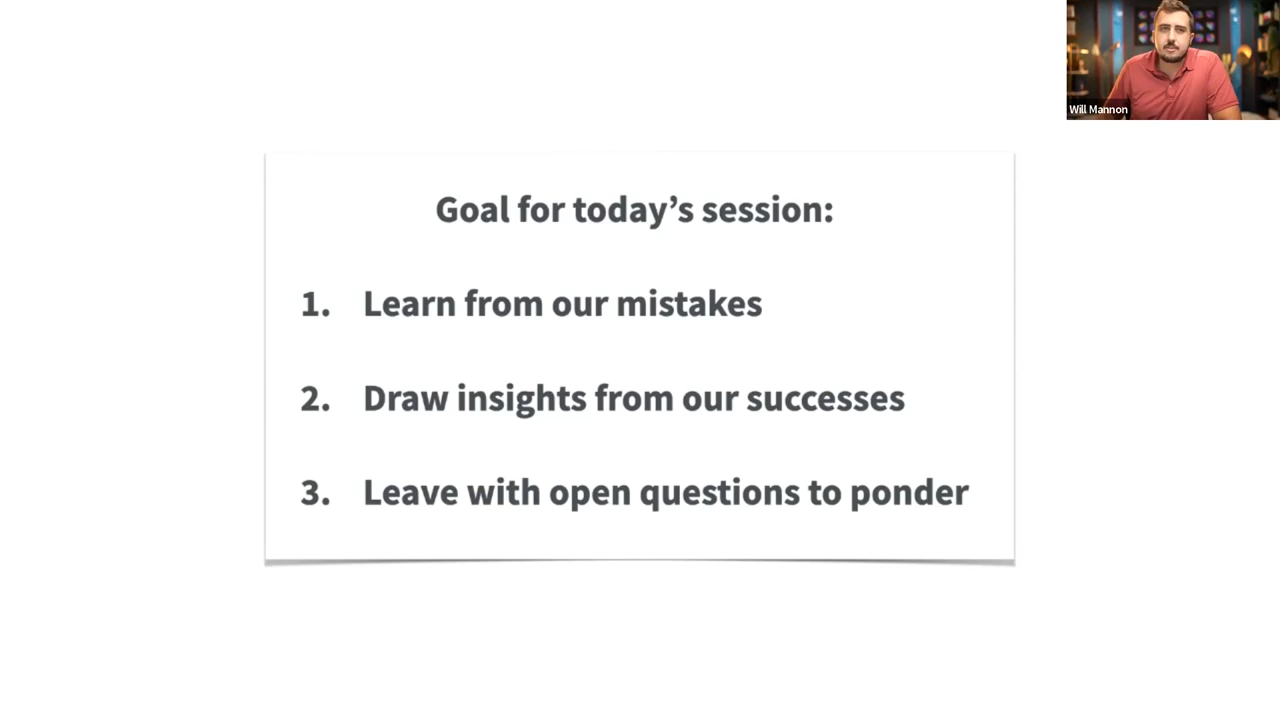 Will Mannon
Goal for today’s session:
1. Learn from our mistakes
2. Draw insights from our successes
3. Leave with open questions to ponder